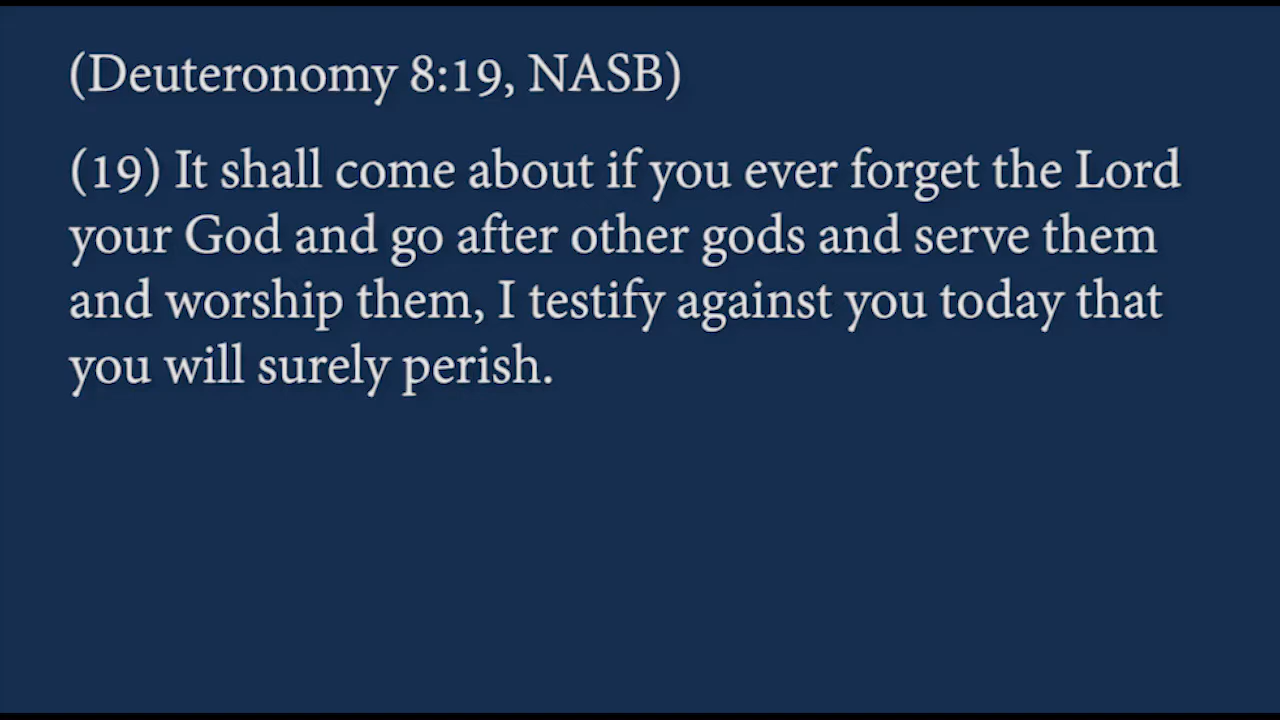 (Deuteronomy 8:19, NASB)
(19) It shall come about if you ever forget the Lord
your God and go after other gods and serve them
and worship them, I testify against you today that
you will surely perish.